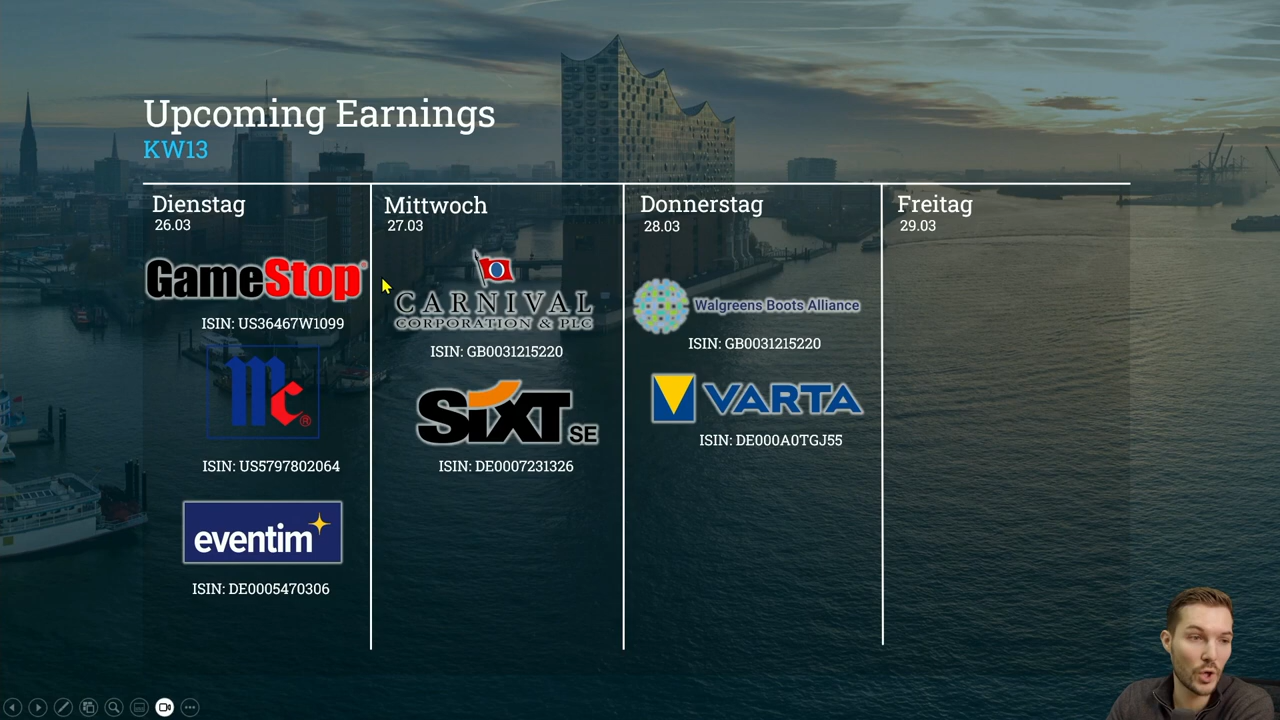 Upcoming Earnings
KW13
Dienstag
26.03
GameStop
ISIN: US36467W1099
Mc®
ISIN: US5797802064
eventim
ISIN: DE0005470306
Mittwoch
27.03
CARNIVAL
CORPORATION & PLC
ISIN: GB0031215220
SIXT SE
ISIN: DE0007231326
Donnerstag
28.03
Walgreens Boots Alliance
ISIN: GB0031215220
VARTA
ISIN: DE000A0TGJ55
Freitag
29.03